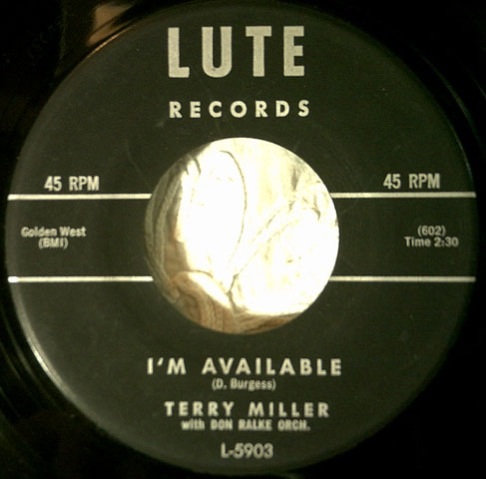 LUTE
RECORDS
45 RPM
45 RPM
Golden West
(BMI)
(602)
Time 2:30
I'M AVAILABLE
(D. Burgess)
TERRY MILLER
with DON RALKE ORCH.
L-5903